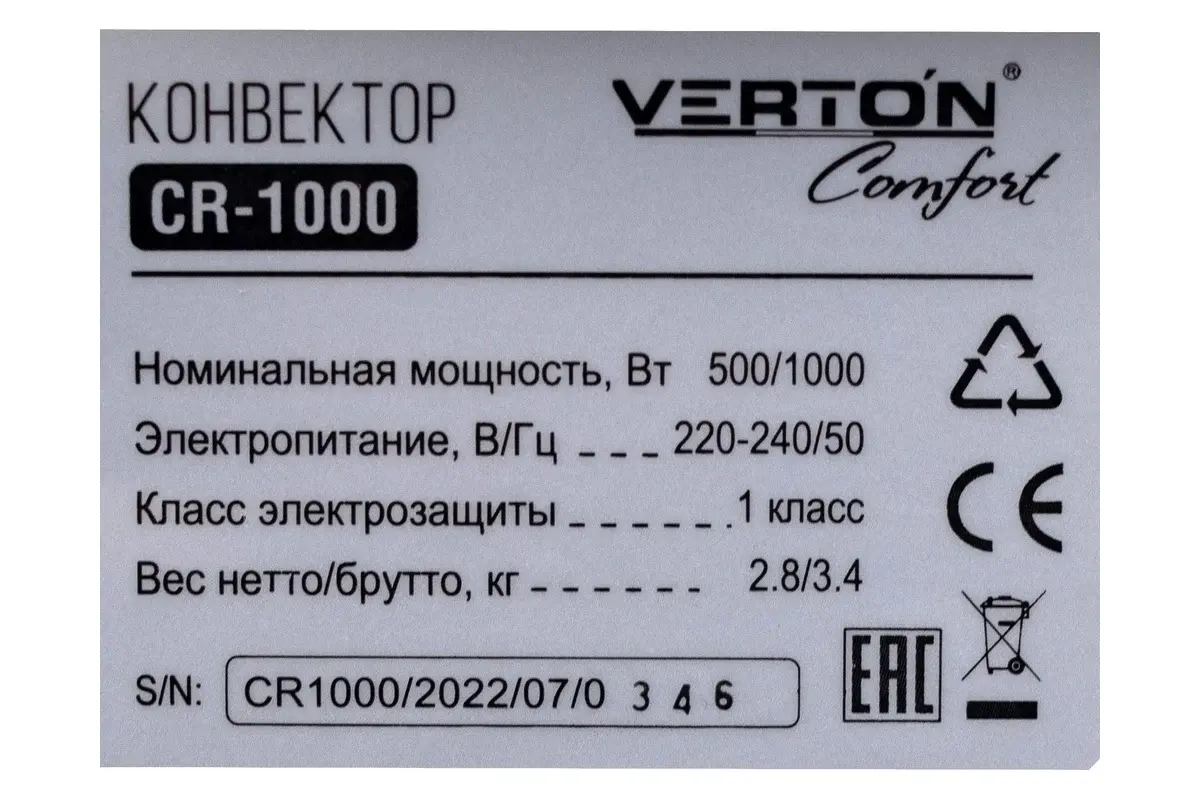 КОНВЕКТОР
VERTÓN®
Comfort
CR-1000
Номинальная мощность, Вт 500/1000
Электропитание, В/Гц _ _ _ 220-240/50
Класс электрозащиты _ _ _ _ _ _ . 1 класс
Вес нетто/брутто, кг _ _ _ _ _ _ 2.8/3.4
S/N: CR1000/2022/07/0 3 4 6
CE
EAC